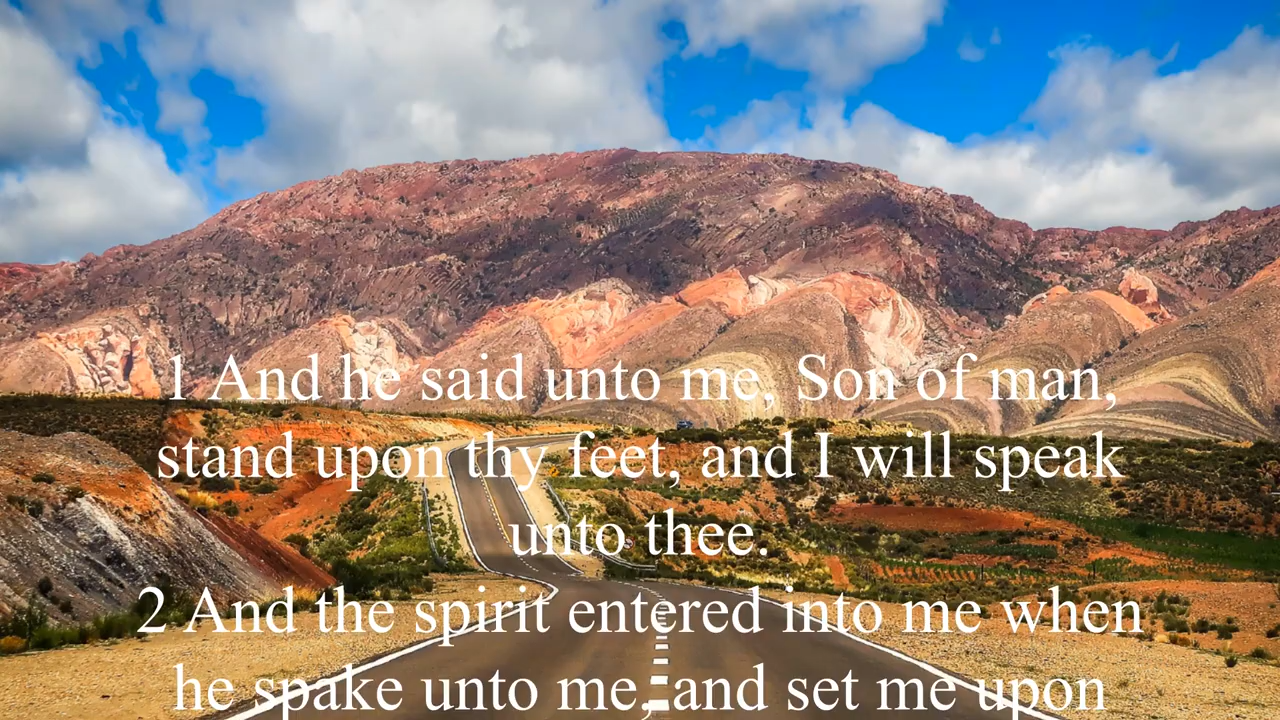 1 And he said unto me, Son of man,
stand upon thy feet, and I will speak
unto thee.
2 And the spirit entered into me when
he spake unto me, and set me upon